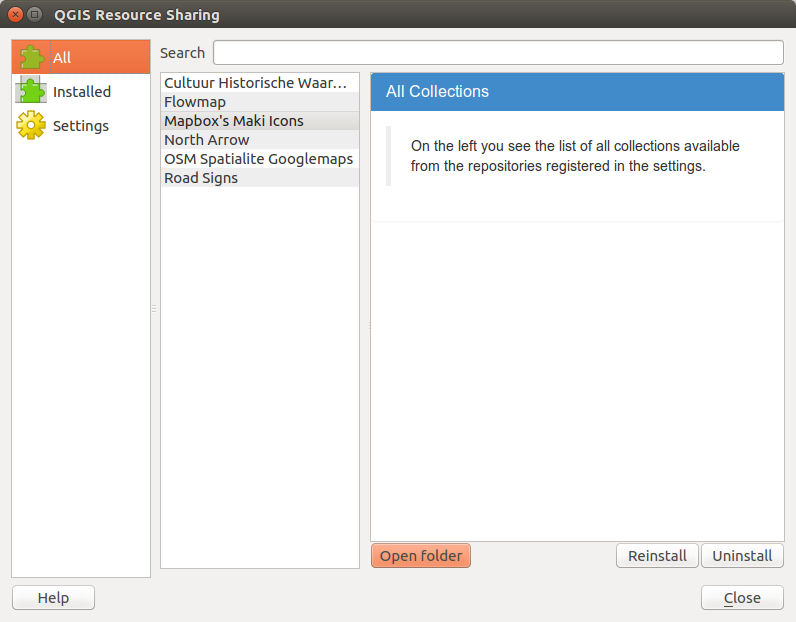 QGIS Resource Sharing
All
Installed
Settings
Search
Cultuur Historische Waar...
Flowmap
Mapbox's Maki Icons
North Arrow
OSM Spatialite Googlemaps
Road Signs
All Collections
On the left you see the list of all collections available
from the repositories registered in the settings.
Open folder
Reinstall
Uninstall
Help
Close